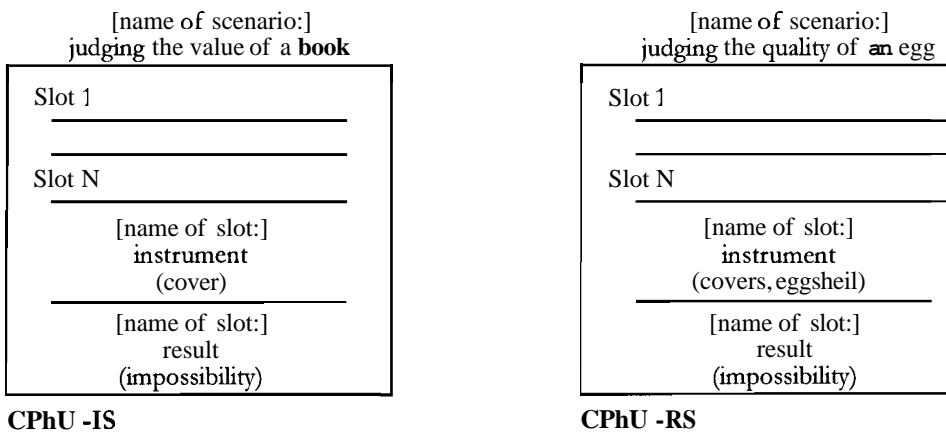 [name of scenario:]
judging the value of a book
Slot 1
Slot N
[name of slot:]
instrument
(cover)
[name of slot:]
result
(impossibility)
CPhU -IS
[name of scenario:]
judging the quality of an egg
Slot 1
Slot N
[name of slot:]
instrument
(covers, eggsheil)
[name of slot:]
result
(impossibility)
CPhU -RS